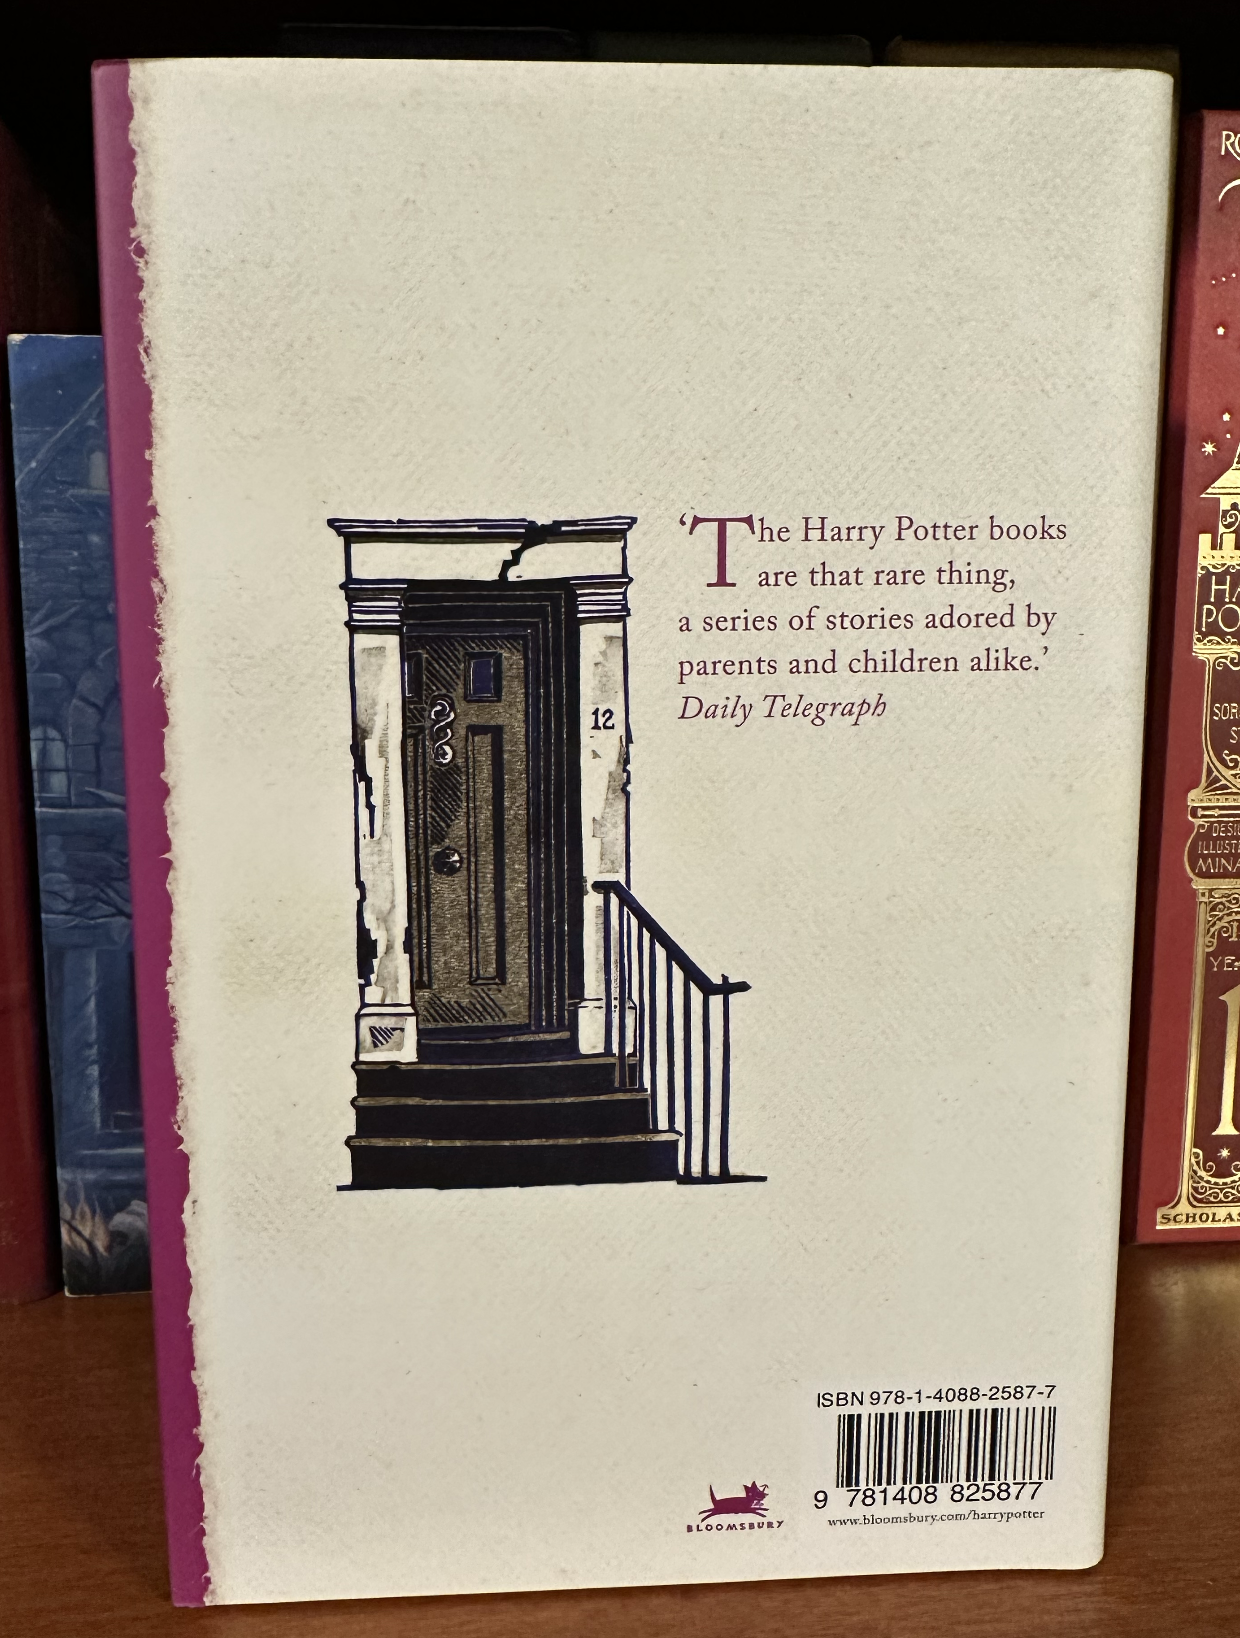 ‘The Harry Potter books
are that rare thing,
a series of stories adored by
parents and children alike.’
Daily Telegraph
12
ISBN 978-1-4088-2587-7
9 781408 825877
www.bloomsbury.com/harrypotter
BLOOMSBURY